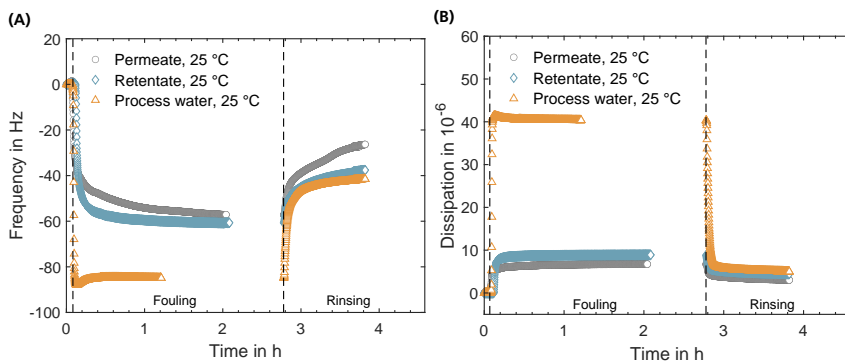 (A)
Frequency in Hz
20
0
-20
-40
-60
-80
-100
Permeate, 25 °C
Retentate, 25 °C
Process water, 25 °C
Fouling
Rinsing
0
1
2
3
4
Time in h
(B)
Dissipation in 10-6
60
50
40
30
20
10
0
Permeate, 25 °C
Retentate, 25 °C
Process water, 25 °C
Fouling
Rinsing
0
1
2
3
4
Time in h